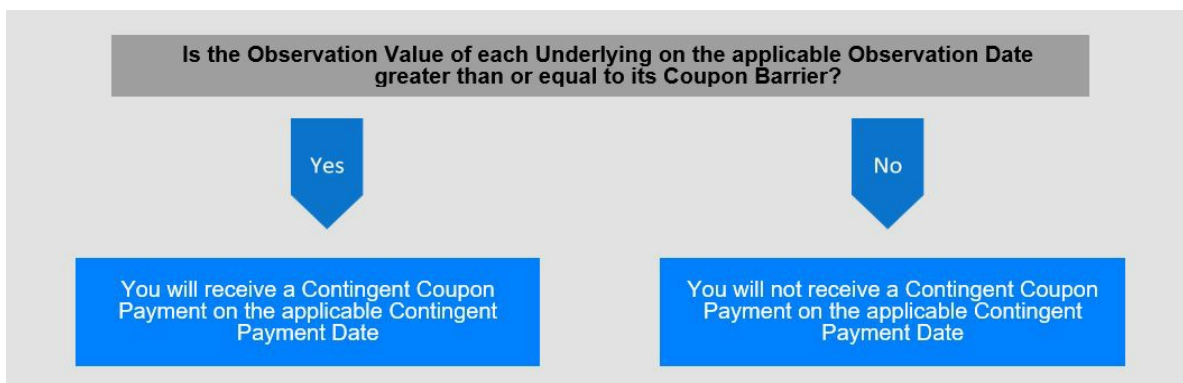 Is the Observation Value of each Underlying on the applicable Observation Date
greater than or equal to its Coupon Barrier?
Yes
No
You will receive a Contingent Coupon
Payment on the applicable Contingent
Payment Date
You will not receive a Contingent Coupon
Payment on the applicable Contingent
Payment Date